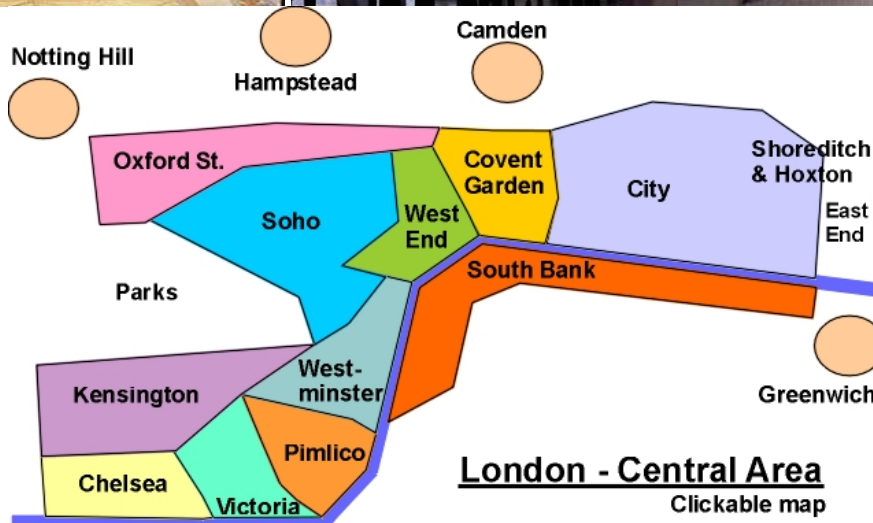 Camden
Notting Hill
Hampstead
Oxford St.
Covent
Garden
Shoreditch
& Hoxton
City
Soho
West
End
East
End
South Bank
Parks
West-
minster
Kensington
Greenwich
Pimlico
Chelsea
Victoria
London - Central Area
Clickable map